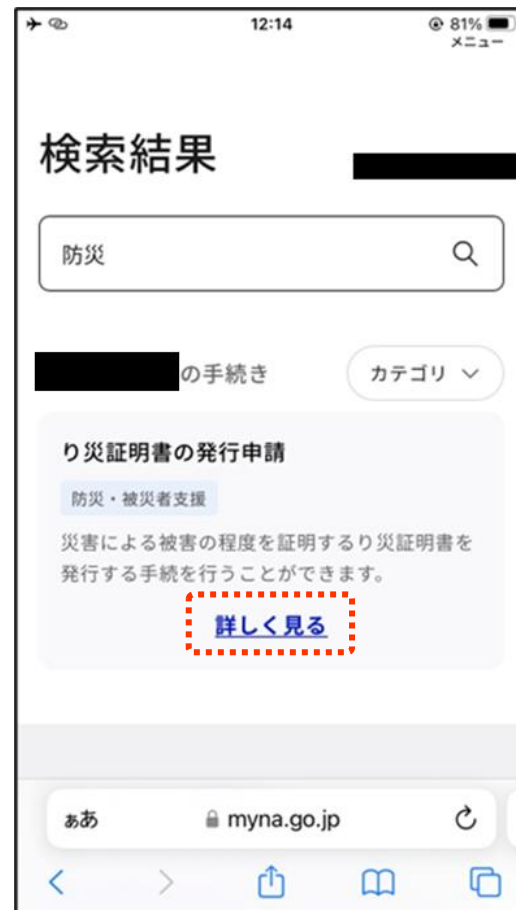 12:14
81%
メニュー
検索結果
防災
の手続き
カテゴリ
り災証明書の発行申請
防災・被災者支援
災害による被害の程度を証明するり災証明書を
発行する手続を行うことができます。
詳しく見る
ぁあ
myna.go.jp